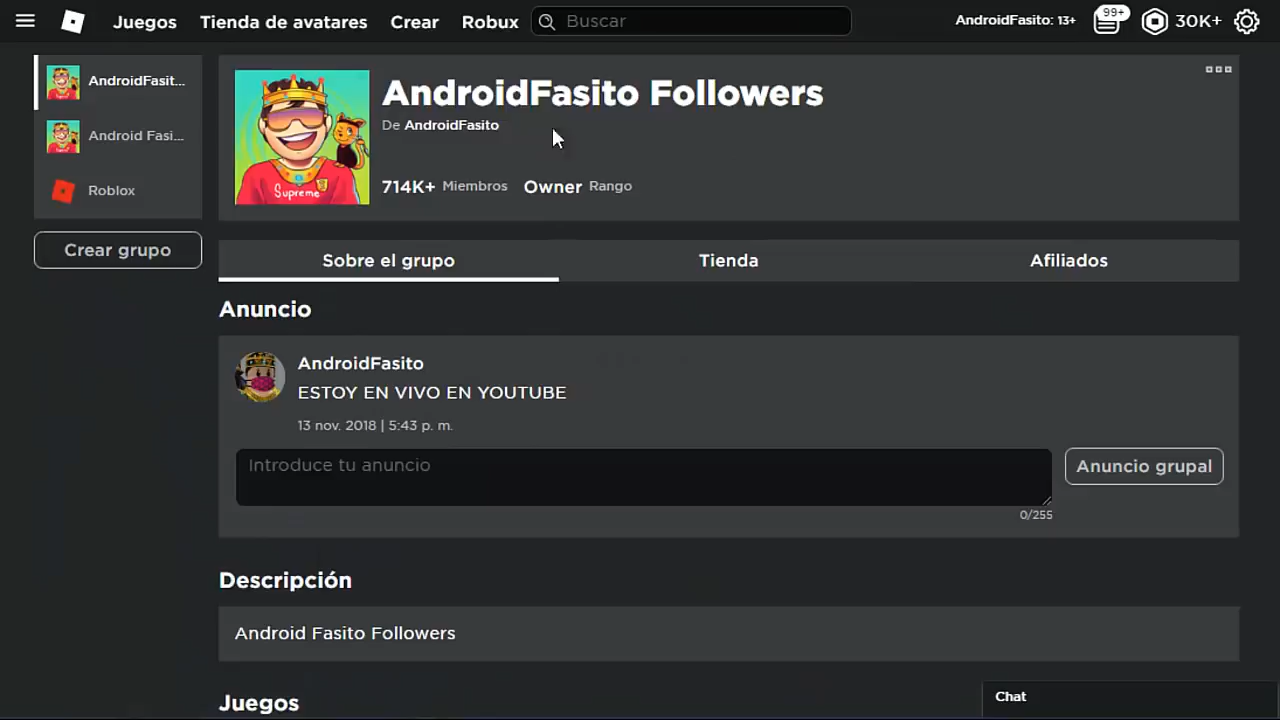 Juegos Tienda de avatares Crear Robux Buscar AndroidFasito: 13+ 99+ 30K+
AndroidFasit...
Android Fasi...
Roblox
Crear grupo
AndroidFasito Followers
De AndroidFasito
714K+ Miembros Owner Rango
Supreme
Sobre el grupo Tienda Afiliados
Anuncio
AndroidFasito
ESTOY EN VIVO EN YOUTUBE
13 nov. 2018 | 5:43 p. m.
Introduce tu anuncio
Anuncio grupal
0/255
Descripción
Android Fasito Followers
Juegos
Chat